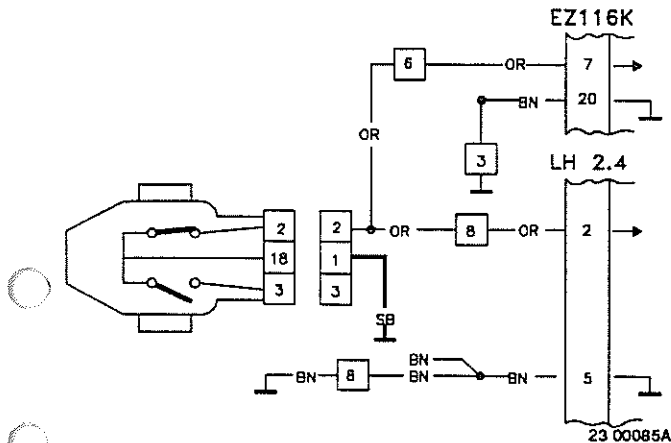 EZ116K
6 OR 7
BN 20
OR
3
LH 2.4
2 2 OR 8 OR 2
18 1
3 3
SB
BN
BN 8 BN BN 5
23 00085A